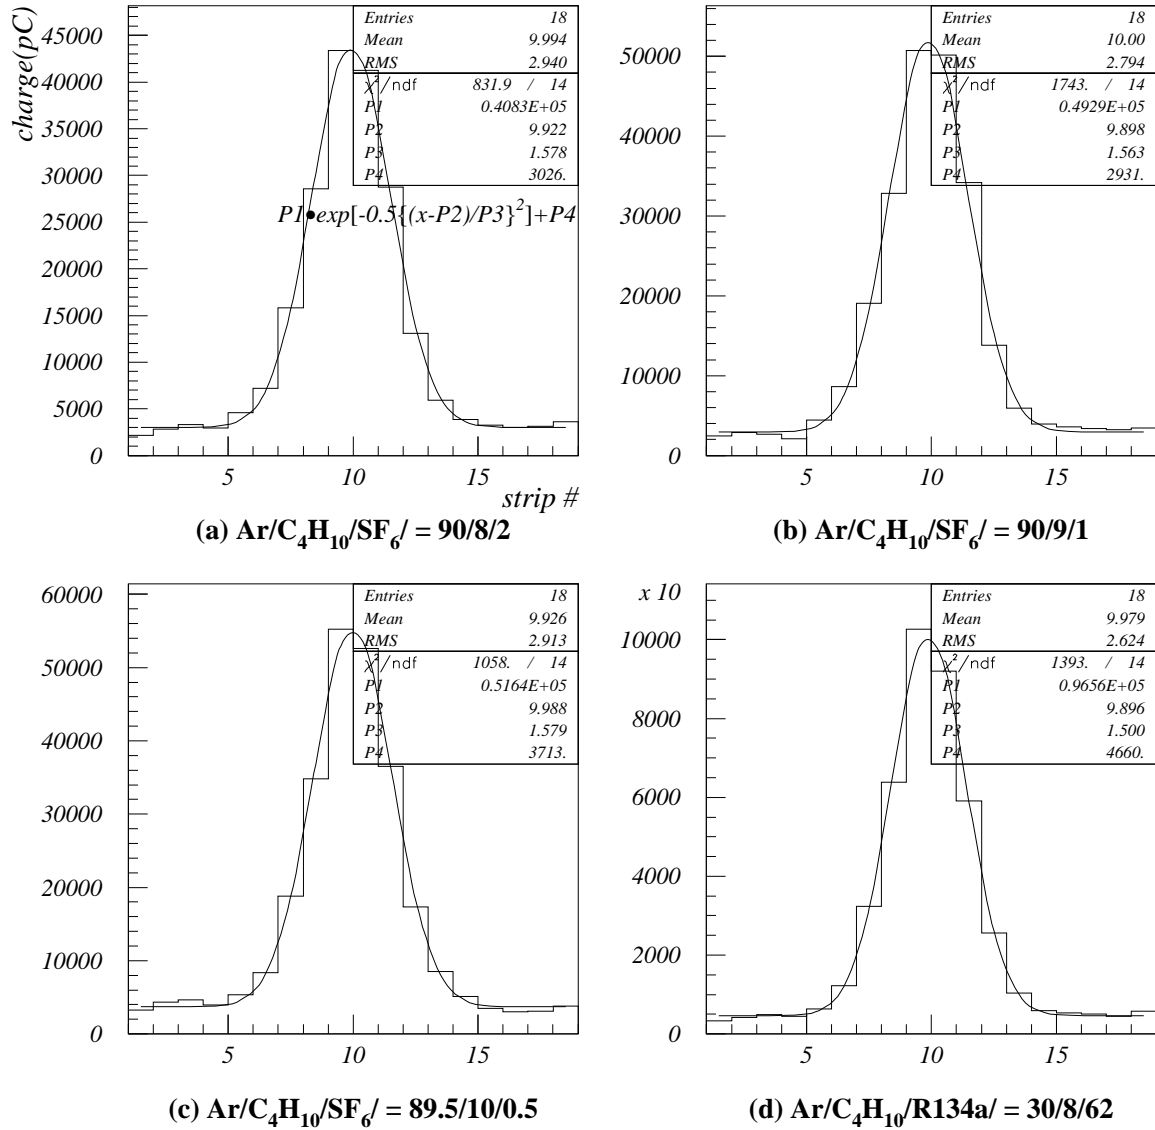 charge(pC)
45000
40000
35000
30000
25000
20000
15000
10000
5000
0
5
10
15
strip #
Entries 18
Mean 9.994
RMS 2.940
χ²/ndf 831.9 / 14
P1 0.4083E+05
P2 9.922
P3 1.578
P4 3026.
P1•exp[-0.5{(x-P2)/P3}²]+P4
(a) Ar/C₄H₁₀/SF₆/ = 90/8/2
50000
40000
30000
20000
10000
0
5
10
15
Entries 18
Mean 10.00
RMS 2.794
χ²/ndf 1743. / 14
P1 0.4929E+05
P2 9.898
P3 1.563
P4 2931.
(b) Ar/C₄H₁₀/SF₆/ = 90/9/1
60000
50000
40000
30000
20000
10000
0
5
10
15
Entries 18
Mean 9.926
RMS 2.913
χ²/ndf 1058. / 14
P1 0.5164E+05
P2 9.988
P3 1.579
P4 3713.
(c) Ar/C₄H₁₀/SF₆/ = 89.5/10/0.5
x 10
10000
8000
6000
4000
2000
0
5
10
15
Entries 18
Mean 9.979
RMS 2.624
χ²/ndf 1393. / 14
P1 0.9656E+05
P2 9.896
P3 1.500
P4 4660.
(d) Ar/C₄H₁₀/R134a/ = 30/8/62